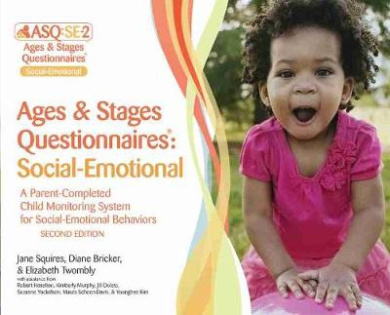 ASQ:SE-2
Ages & Stages
Questionnaires®
Social-Emotional
Ages & Stages
Questionnaires®:
Social-Emotional
A Parent-Completed
Child Monitoring System
for Social-Emotional Behaviors
SECOND EDITION
Jane Squires, Diane Bricker,
& Elizabeth Twombly
with assistance from
Robert Hoselton, Kimberly Murphy, Jill Dolata,
Suzanne Yockelson, Maura Schoen Davis, & Younghee Kim